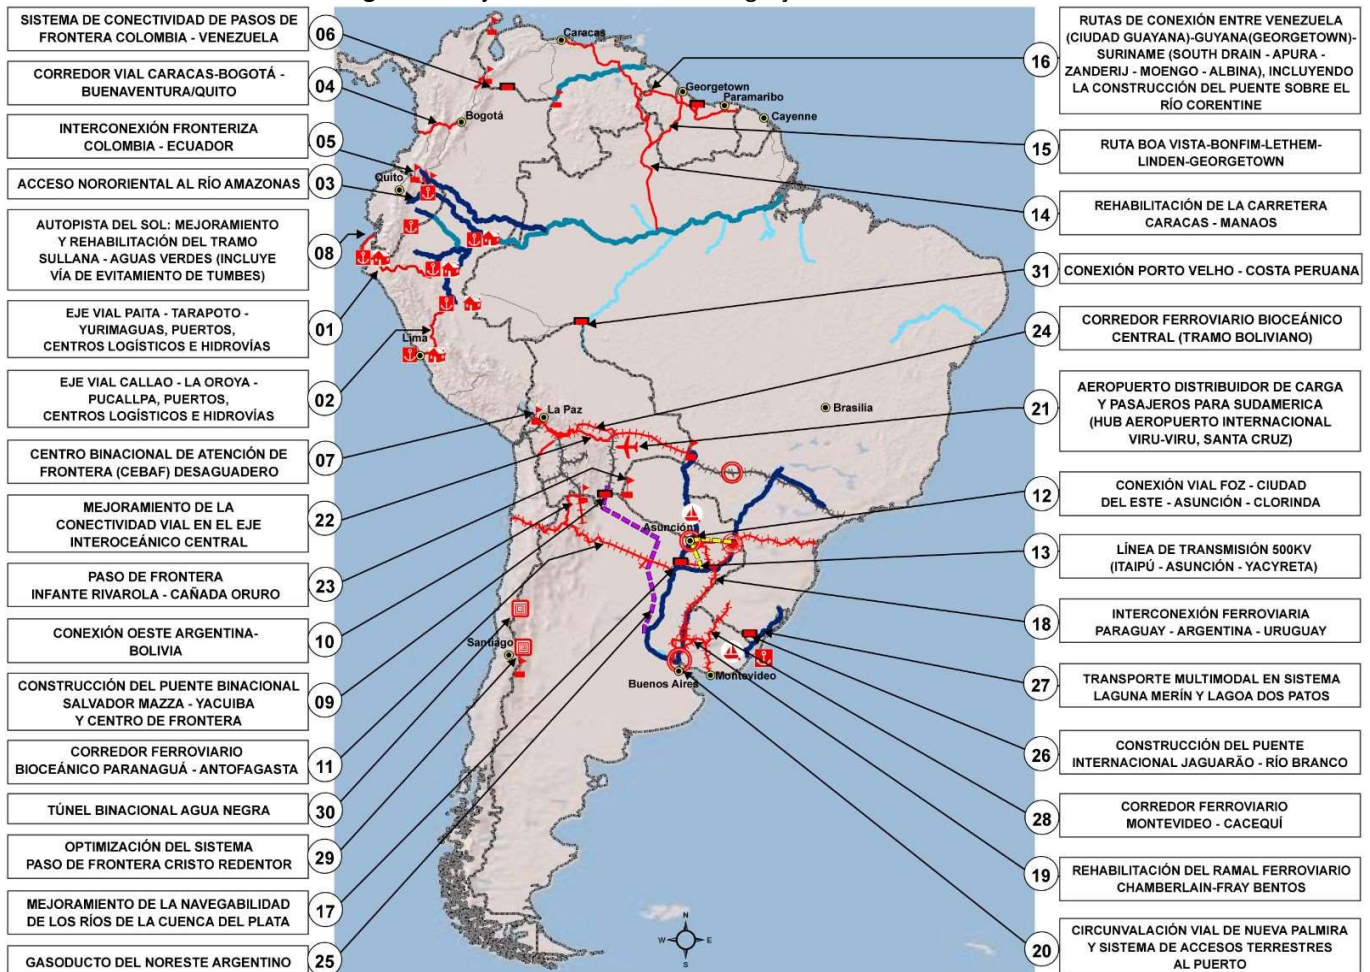 SISTEMA DE CONECTIVIDAD DE PASOS DE
FRONTERA COLOMBIA - VENEZUELA
06
CORREDOR VIAL CARACAS-BOGOTÁ -
BUENAVENTURA/QUITO
04
INTERCONEXIÓN FRONTERIZA
COLOMBIA - ECUADOR
05
ACCESO NORORIENTAL AL RÍO AMAZONAS
03
AUTOPISTA DEL SOL: MEJORAMIENTO
Y REHABILITACIÓN DEL TRAMO
SULLANA - AGUAS VERDES (INCLUYE
VÍA DE EVITAMIENTO DE TUMBES)
08
EJE VIAL PAITA - TARAPOTO -
YURIMAGUAS, PUERTOS,
CENTROS LOGÍSTICOS E HIDROVÍAS
01
EJE VIAL CALLAO - LA OROYA -
PUCALLPA, PUERTOS,
CENTROS LOGÍSTICOS E HIDROVÍAS
02
CENTRO BINACIONAL DE ATENCIÓN DE
FRONTERA (CEBAF) DESAGUADERO
07
MEJORAMIENTO DE LA
CONECTIVIDAD VIAL EN EL EJE
INTEROCEÁNICO CENTRAL
22
PASO DE FRONTERA
INFANTE RIVAROLA - CAÑADA ORURO
23
CONEXIÓN OESTE ARGENTINA-
BOLIVIA
10
CONSTRUCCIÓN DEL PUENTE BINACIONAL
SALVADOR MAZZA - YACUIBA
Y CENTRO DE FRONTERA
09
CORREDOR FERROVIARIO
BIOCEÁNICO PARANAGUÁ - ANTOFAGASTA
11
TÚNEL BINACIONAL AGUA NEGRA
30
OPTIMIZACIÓN DEL SISTEMA
PASO DE FRONTERA CRISTO REDENTOR
29
MEJORAMIENTO DE LA NAVEGABILIDAD
DE LOS RÍOS DE LA CUENCA DEL PLATA
17
GASODUCTO DEL NORESTE ARGENTINO
25
Caracas
Georgetown
Paramaribo
Cayenne
Bogotá
Quito
Lima
La Paz
Brasilia
Asunción
Santiago
Buenos Aires
Montevideo
N
W
E
S
RUTAS DE CONEXIÓN ENTRE VENEZUELA
(CIUDAD GUAYANA)-GUYANA(GEORGETOWN)-
SURINAME (SOUTH DRAIN - APURA -
ZANDERIJ - MOENGO - ALBINA), INCLUYENDO
LA CONSTRUCCIÓN DEL PUENTE SOBRE EL
RÍO CORENTINE
16
RUTA BOA VISTA-BONFIM-LETHEM-
LINDEN-GEORGETOWN
15
REHABILITACIÓN DE LA CARRETERA
CARACAS - MANAOS
14
CONEXIÓN PORTO VELHO - COSTA PERUANA
31
CORREDOR FERROVIARIO BIOCEÁNICO
CENTRAL (TRAMO BOLIVIANO)
24
AEROPUERTO DISTRIBUIDOR DE CARGA
Y PASAJEROS PARA SUDAMERICA
(HUB AEROPUERTO INTERNACIONAL
VIRU-VIRU, SANTA CRUZ)
21
CONEXIÓN VIAL FOZ - CIUDAD
DEL ESTE - ASUNCIÓN - CLORINDA
12
LÍNEA DE TRANSMISIÓN 500KV
(ITAIPÚ - ASUNCIÓN - YACYRETA)
13
INTERCONEXIÓN FERROVIARIA
PARAGUAY - ARGENTINA - URUGUAY
18
TRANSPORTE MULTIMODAL EN SISTEMA
LAGUNA MERÍN Y LAGOA DOS PATOS
27
CONSTRUCCIÓN DEL PUENTE
INTERNACIONAL JAGUARÃO - RÍO BRANCO
26
CORREDOR FERROVIARIO
MONTEVIDEO - CACEQUÍ
28
REHABILITACIÓN DEL RAMAL FERROVIARIO
CHAMBERLAIN-FRAY BENTOS
19
CIRCUNVALACIÓN VIAL DE NUEVA PALMIRA
Y SISTEMA DE ACCESOS TERRESTRES
AL PUERTO
20